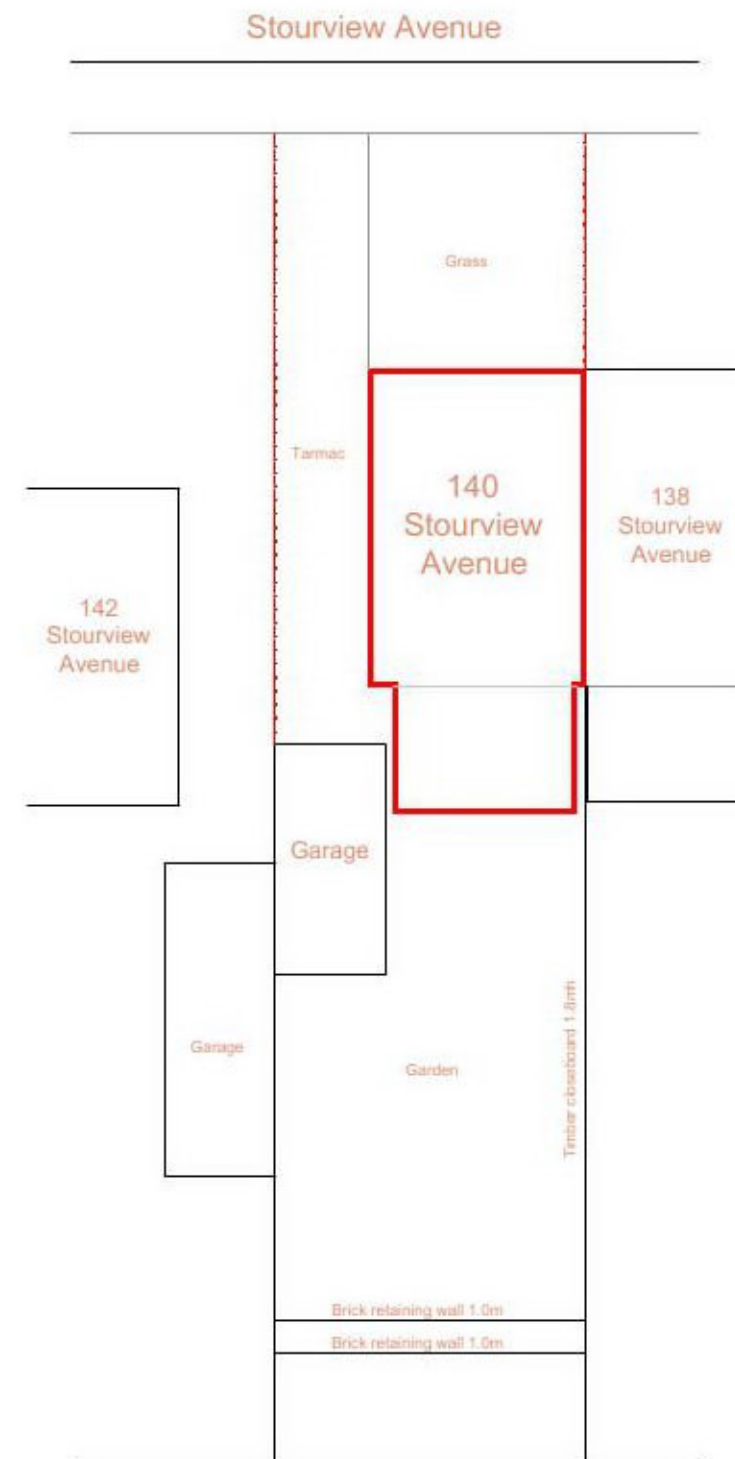 Stourview Avenue
Grass
Tarmac
140
Stourview
Avenue
138
Stourview
Avenue
142
Stourview
Avenue
Garage
Garage
Garden
Timber closeboard 1.8mh
Brick retaining wall 1.0m
Brick retaining wall 1.0m